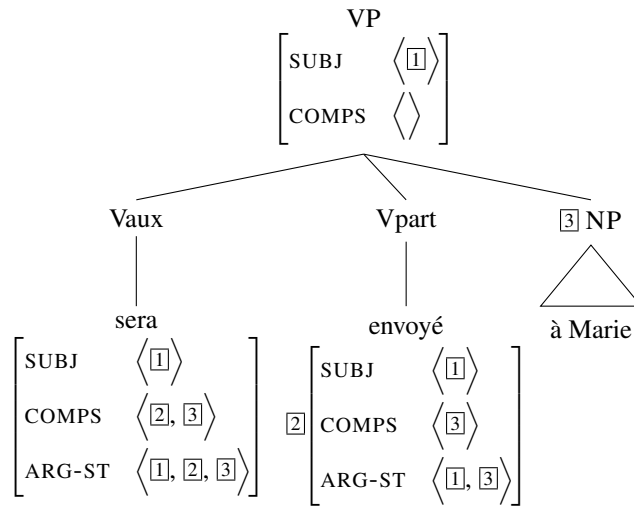 VP
SUBJ ⟨1⟩
COMPS ⟨⟩
Vaux Vpart 3 NP
sera envoyé à Marie
SUBJ ⟨1⟩ SUBJ ⟨1⟩
COMPS ⟨2, 3⟩ 2 COMPS ⟨3⟩
ARG-ST ⟨1, 2, 3⟩ ARG-ST ⟨1, 3⟩